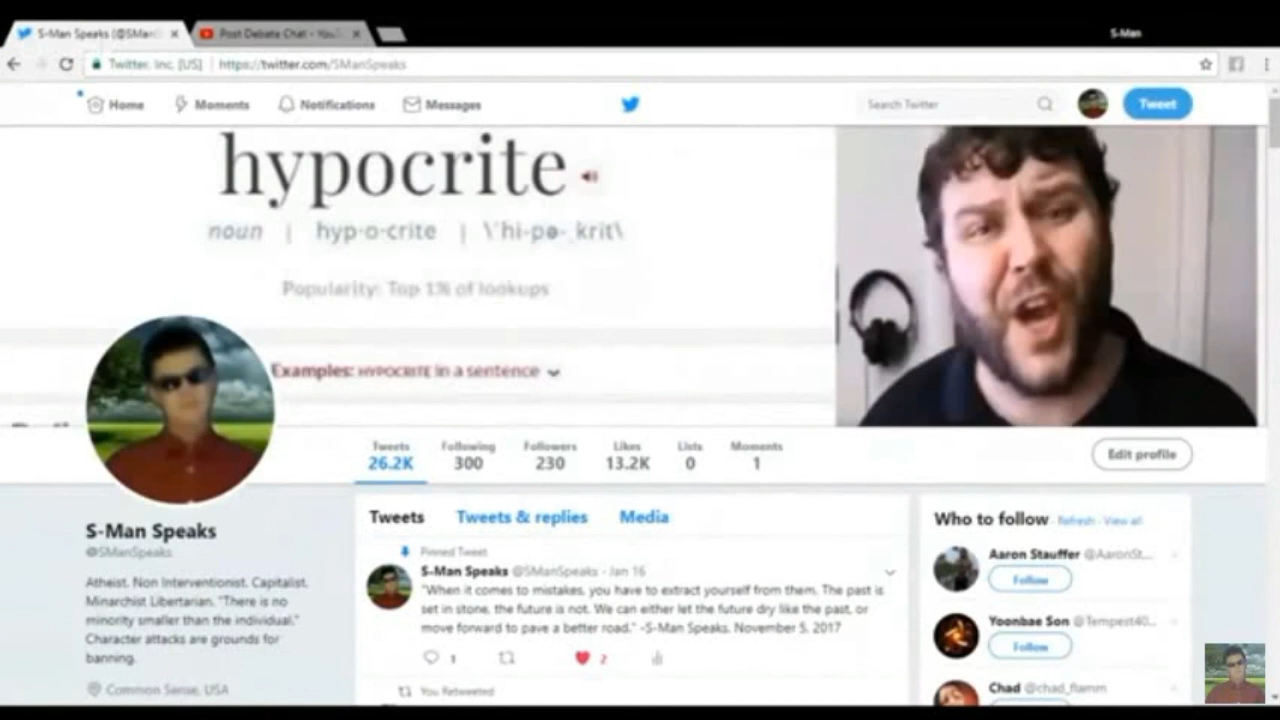 S-Man Speaks (@SMan
Post Debate Chat - You
S-Man
Twitter, Inc. [US] | https://twitter.com/SManSpeaks
Home Moments Notifications Messages Search Twitter Tweet
hypocrite
noun | hyp·o·crite | \ˈhi-pə-ˌkrit\
Popularity: Top 1% of lookups
Examples: HYPOCRITE in a sentence
Tweets Following Followers Likes Lists Moments
26.2K 300 230 13.2K 0 1
Edit profile
S-Man Speaks
@SManSpeaks
Atheist. Non Interventionist. Capitalist.
Minarchist Libertarian. "There is no
minority smaller than the individual."
Character attacks are grounds for
banning.
Common Sense, USA
Tweets Tweets & replies Media
Pinned Tweet
S-Man Speaks @SManSpeaks · Jan 16
"When it comes to mistakes, you have to extract yourself from them. The past is
set in stone, the future is not. We can either let the future dry like the past, or
move forward to pave a better road." -S-Man Speaks. November 5, 2017
1 2
You Retweeted
Who to follow · Refresh · View all
Aaron Stauffer @AaronSt...
Follow
Yoonbae Son @Tempest40...
Follow
Chad @chad_flamm